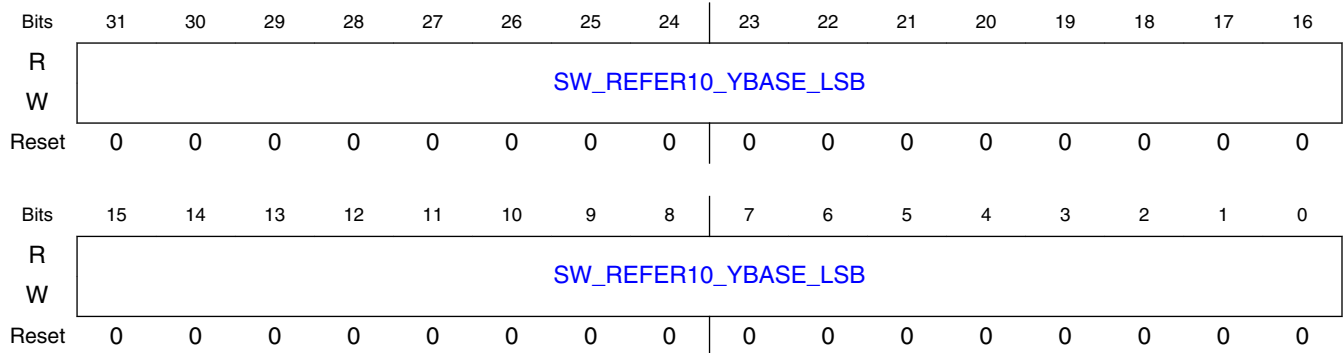 Bits 31 30 29 28 27 26 25 24 23 22 21 20 19 18 17 16
R
SW_REFER10_YBASE_LSB
W
Reset 0 0 0 0 0 0 0 0 0 0 0 0 0 0 0 0
Bits 15 14 13 12 11 10 9 8 7 6 5 4 3 2 1 0
R
SW_REFER10_YBASE_LSB
W
Reset 0 0 0 0 0 0 0 0 0 0 0 0 0 0 0 0